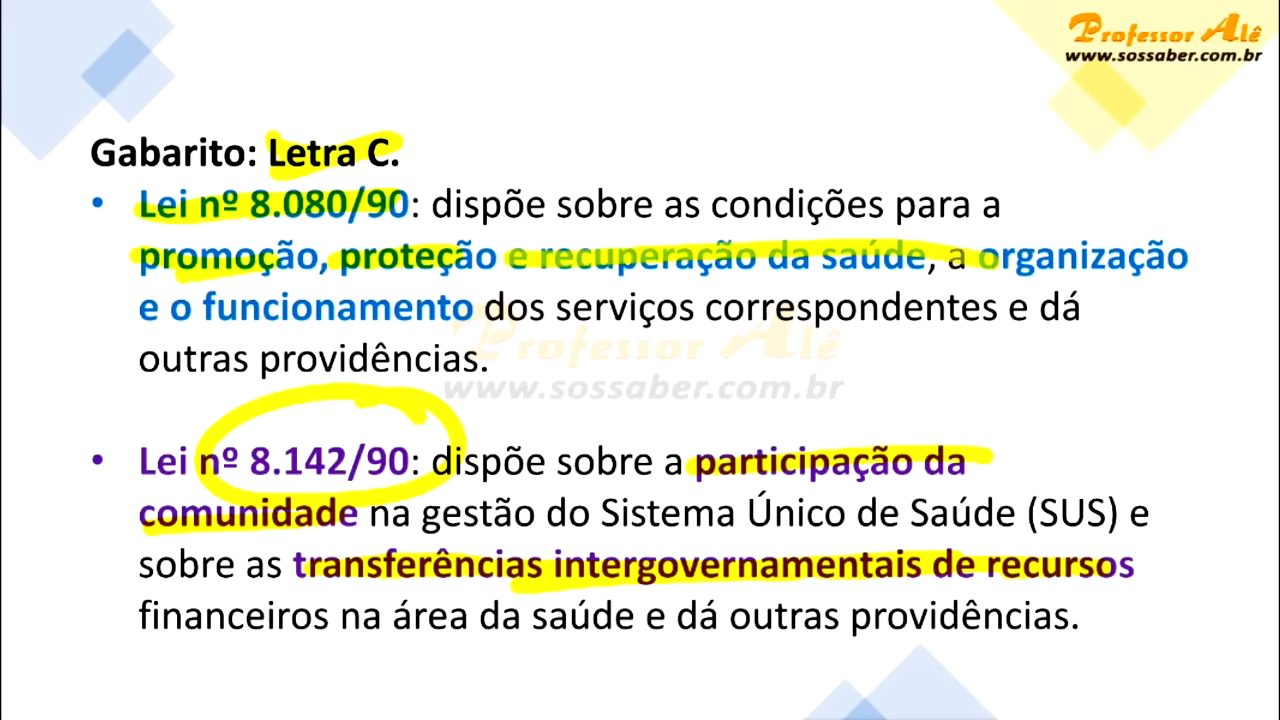 Professor Alê
www.sossaber.com.br
Gabarito: Letra C.
• Lei nº 8.080/90: dispõe sobre as condições para a
promoção, proteção e recuperação da saúde, a organização
e o funcionamento dos serviços correspondentes e dá
outras providências.
Professor Alê
www.sossaber.com.br
• Lei nº 8.142/90: dispõe sobre a participação da
comunidade na gestão do Sistema Único de Saúde (SUS) e
sobre as transferências intergovernamentais de recursos
financeiros na área da saúde e dá outras providências.